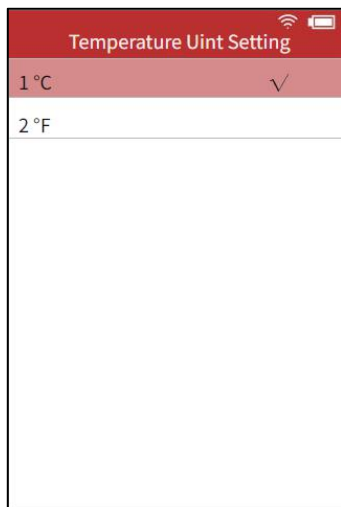 Temperature Uint Setting
1 °C √
2 °F